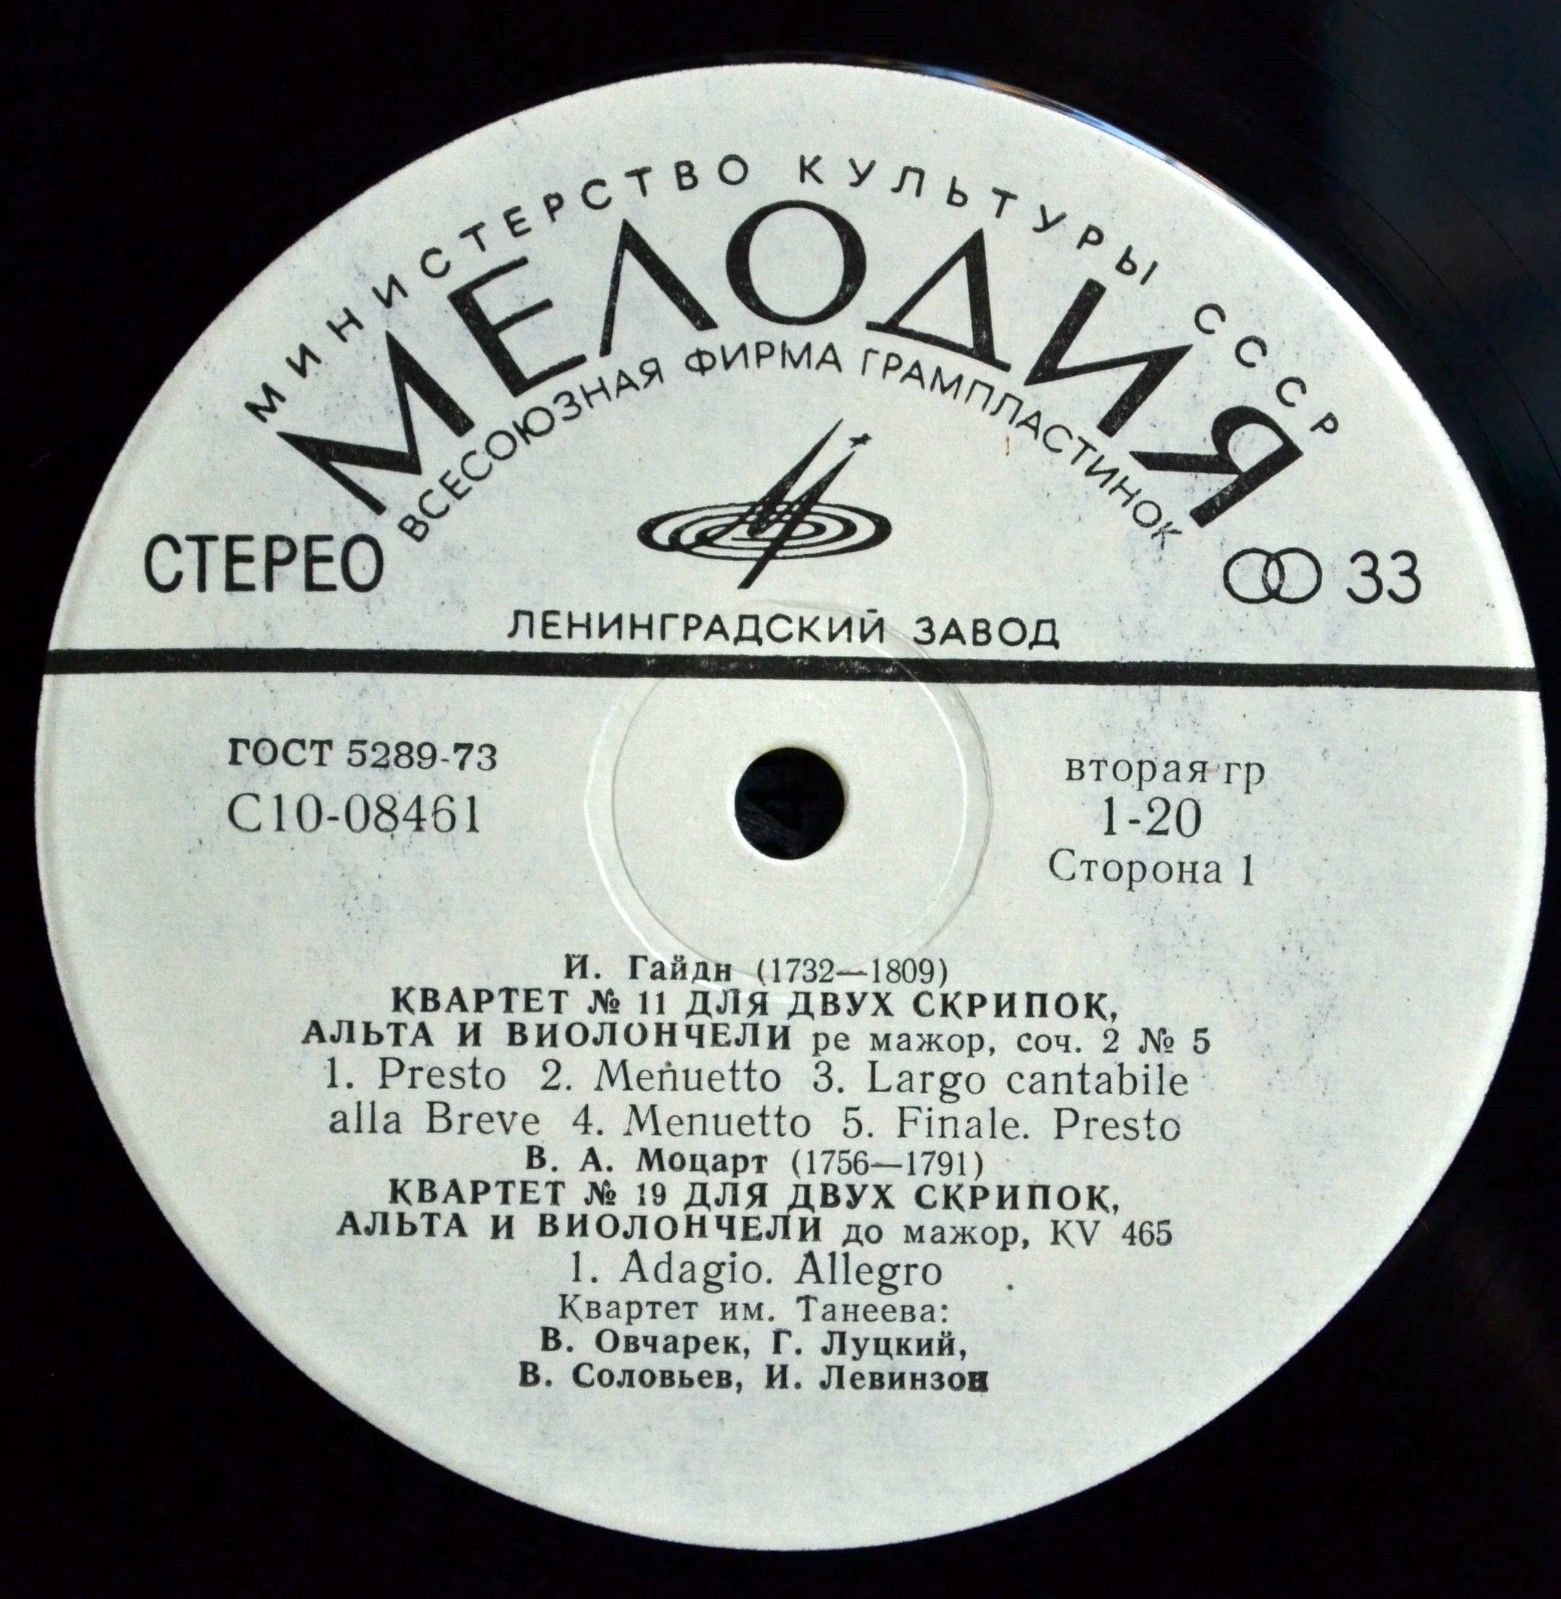 МИНИСТЕРСТВО КУЛЬТУРЫ СССР
МЕЛОДИЯ
ВСЕСОЮЗНАЯ ФИРМА ГРАМПЛАСТИНОК
СТЕРЕО
33
ЛЕНИНГРАДСКИЙ ЗАВОД
ГОСТ 5289-73
С10-08461
вторая гр
1-20
Сторона 1
Й. Гайдн (1732—1809)
КВАРТЕТ № 11 ДЛЯ ДВУХ СКРИПОК,
АЛЬТА И ВИОЛОНЧЕЛИ ре мажор, соч. 2 № 5
1. Presto 2. Menuetto 3. Largo cantabile
alla Breve 4. Menuetto 5. Finale. Presto
В. А. Моцарт (1756—1791)
КВАРТЕТ № 19 ДЛЯ ДВУХ СКРИПОК,
АЛЬТА И ВИОЛОНЧЕЛИ до мажор, KV 465
1. Adagio. Allegro
Квартет им. Танеева:
В. Овчарек, Г. Луцкий,
В. Соловьев, И. Левинзон